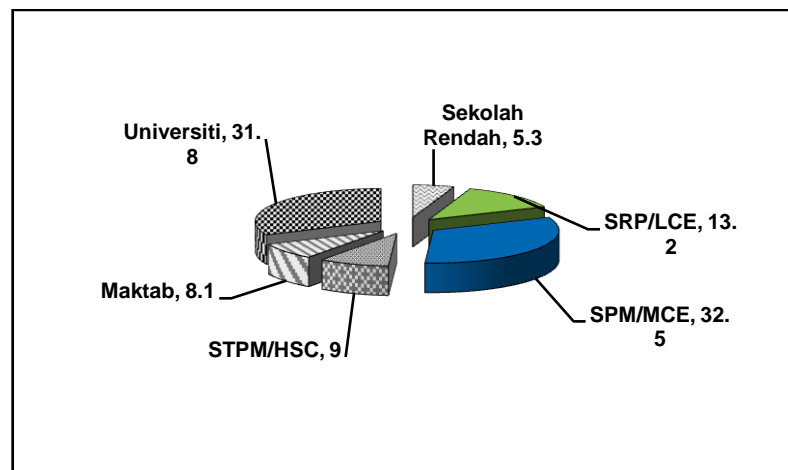 Sekolah
Rendah, 5.3
SRP/LCE, 13.
2
SPM/MCE, 32.
5
STPM/HSC, 9
Maktab, 8.1
Universiti, 31.
8